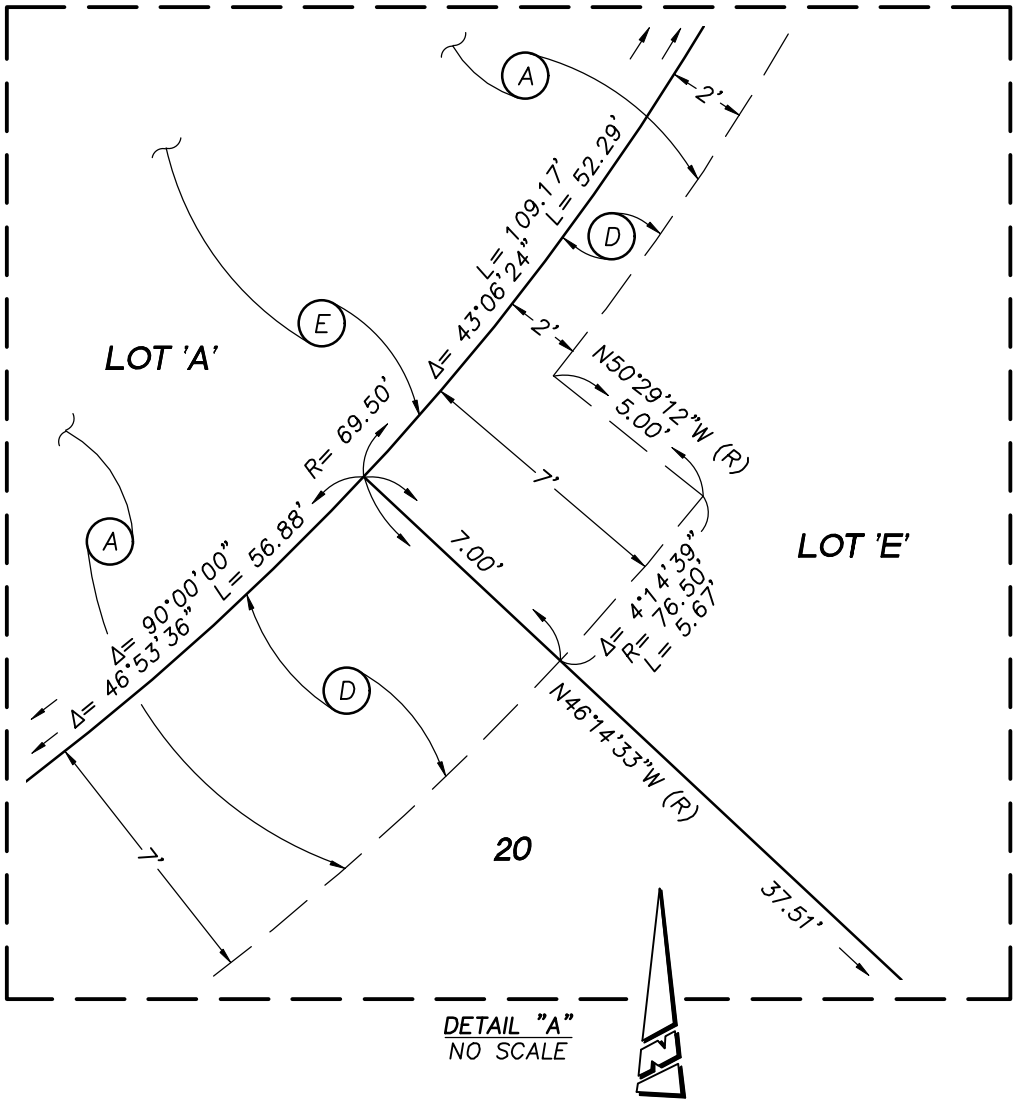 A
2'
L= 109.17'
L= 52.29'
D
Δ= 43°06'24"
E
2'
LOT 'A'
N50°29'12"W (R)
5.00'
R= 69.50'
7'
A
L= 56.88'
7.00'
LOT 'E'
Δ= 90°00'00"
Δ= 46°53'36"
Δ= 4°14'39"
R= 76.50'
L= 5.67'
D
N46°14'33"W (R)
7'
20
37.51'
DETAIL "A"
NO SCALE
N